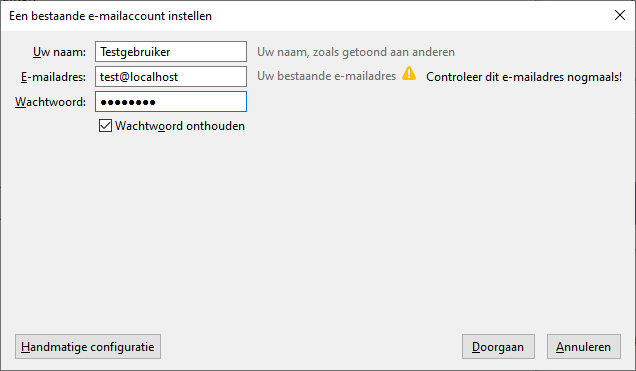 Een bestaande e-mailaccount instellen
Uw naam: Testgebruiker Uw naam, zoals getoond aan anderen
E-mailadres: test@localhost Uw bestaande e-mailadres Controleer dit e-mailadres nogmaals!
Wachtwoord: ●●●●●●●●
Wachtwoord onthouden
Handmatige configuratie Doorgaan Annuleren